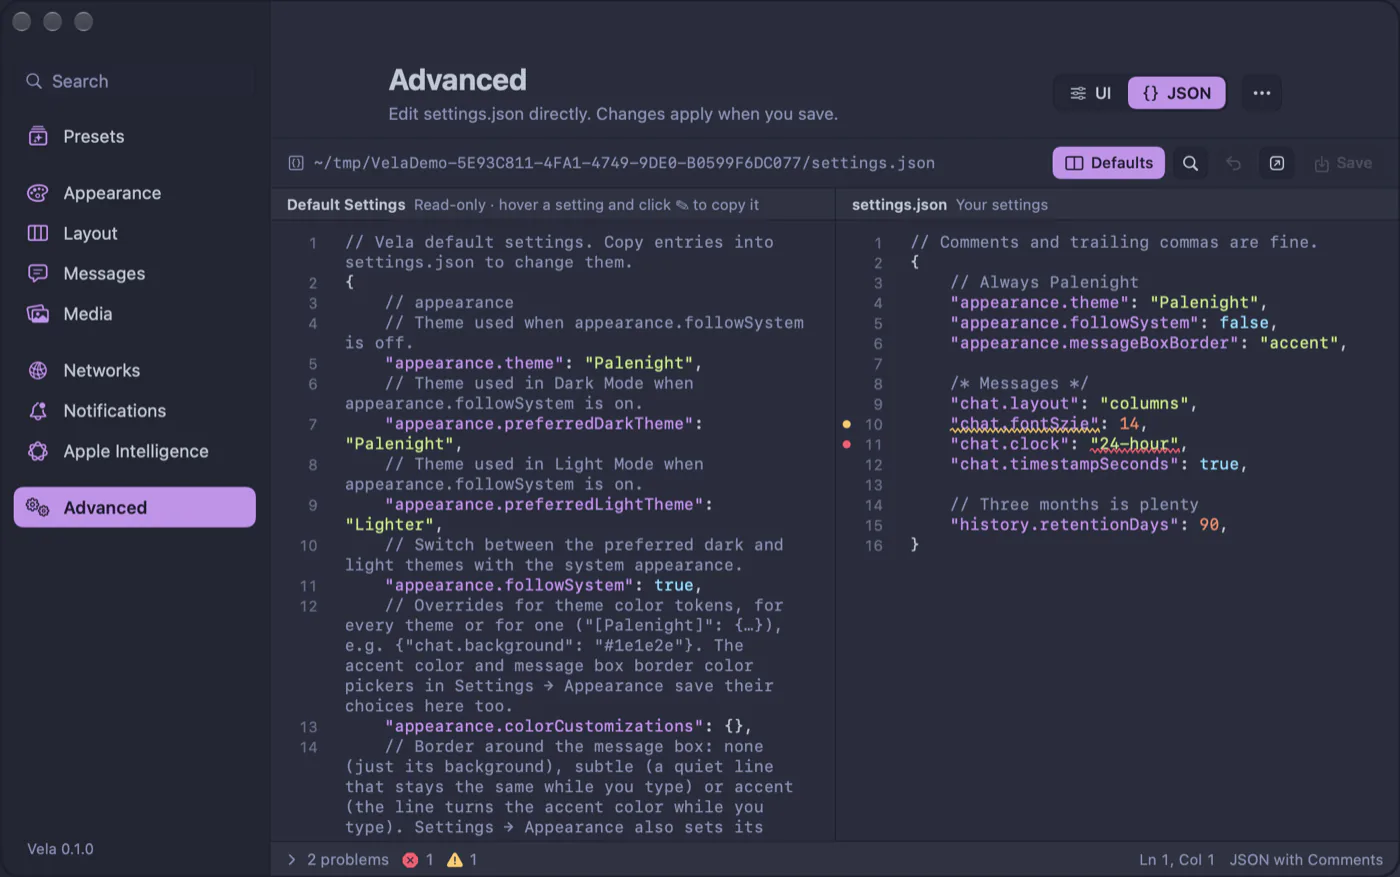 Search
Presets
Appearance
Layout
Messages
Media
Networks
Notifications
Apple Intelligence
Advanced
Vela 0.1.0
Advanced
Edit settings.json directly. Changes apply when you save.
UI
{} JSON
~/tmp/VelaDemo-5E93C811-4FA1-4749-9DE0-B0599F6DC077/settings.json
Defaults
Save
Default Settings Read-only · hover a setting and click ✎ to copy it
1 // Vela default settings. Copy entries into
settings.json to change them.
2 {
3 // appearance
4 // Theme used when appearance.followSystem
is off.
5 "appearance.theme": "Palenight",
6 // Theme used in Dark Mode when
appearance.followSystem is on.
7 "appearance.preferredDarkTheme":
"Palenight",
8 // Theme used in Light Mode when
appearance.followSystem is on.
9 "appearance.preferredLightTheme":
"Lighter",
10 // Switch between the preferred dark and
light themes with the system appearance.
11 "appearance.followSystem": true,
12 // Overrides for theme color tokens, for
every theme or for one ("[Palenight]": {…}),
e.g. {"chat.background": "#1e1e2e"}. The
accent color and message box border color
pickers in Settings → Appearance save their
choices here too.
13 "appearance.colorCustomizations": {},
14 // Border around the message box: none
(just its background), subtle (a quiet line
that stays the same while you type) or accent
(the line turns the accent color while you
type). Settings → Appearance also sets its
settings.json Your settings
1 // Comments and trailing commas are fine.
2 {
3 // Always Palenight
4 "appearance.theme": "Palenight",
5 "appearance.followSystem": false,
6 "appearance.messageBoxBorder": "accent",
7
8 /* Messages */
9 "chat.layout": "columns",
10 "chat.fontSzie": 14,
11 "chat.clock": "24-hour",
12 "chat.timestampSeconds": true,
13
14 // Three months is plenty
15 "history.retentionDays": 90,
16 }
2 problems 1 1
Ln 1, Col 1 JSON with Comments